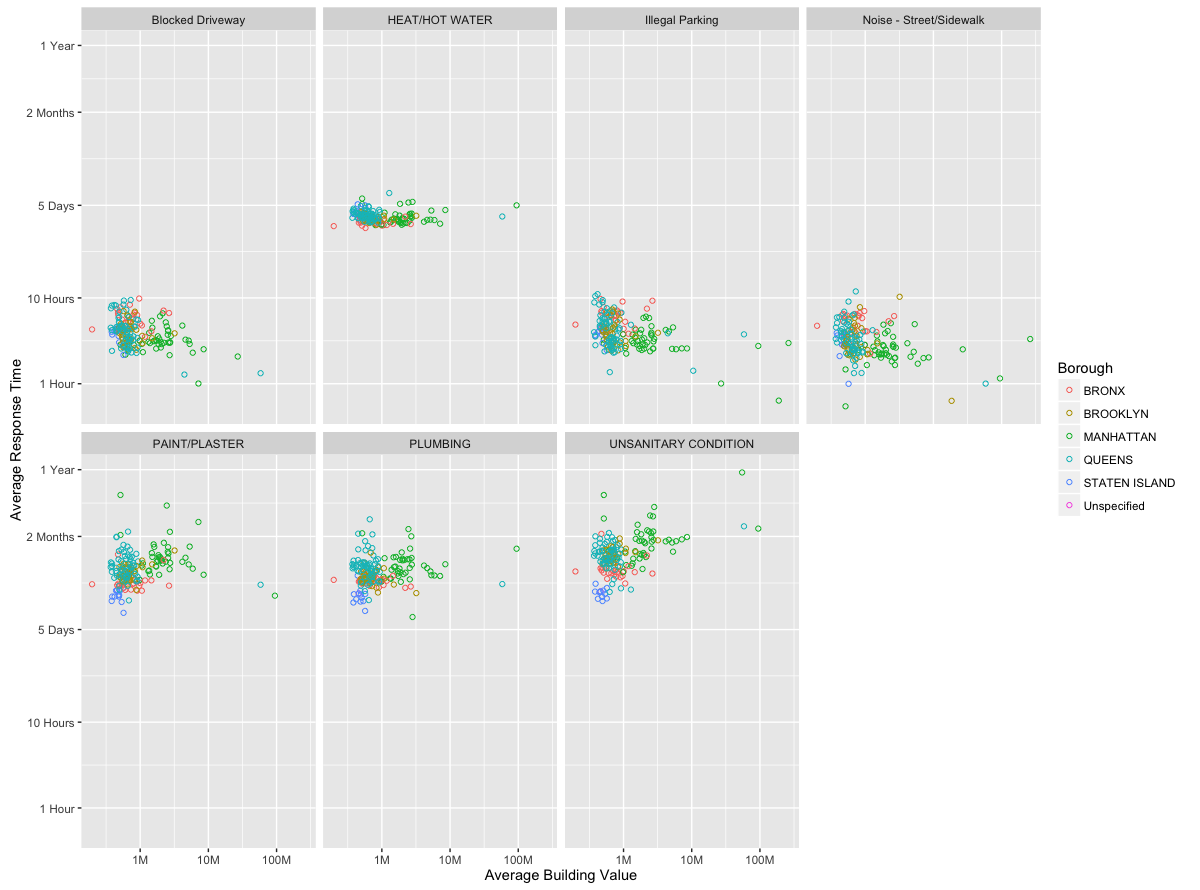 Blocked Driveway
HEAT/HOT WATER
Illegal Parking
Noise - Street/Sidewalk
1 Year
2 Months
5 Days
10 Hours
1 Hour
PAINT/PLASTER
PLUMBING
UNSANITARY CONDITION
1 Year
2 Months
5 Days
10 Hours
1 Hour
1M 10M 100M
1M 10M 100M
1M 10M 100M
Average Building Value
Average Response Time
Borough
BRONX
BROOKLYN
MANHATTAN
QUEENS
STATEN ISLAND
Unspecified